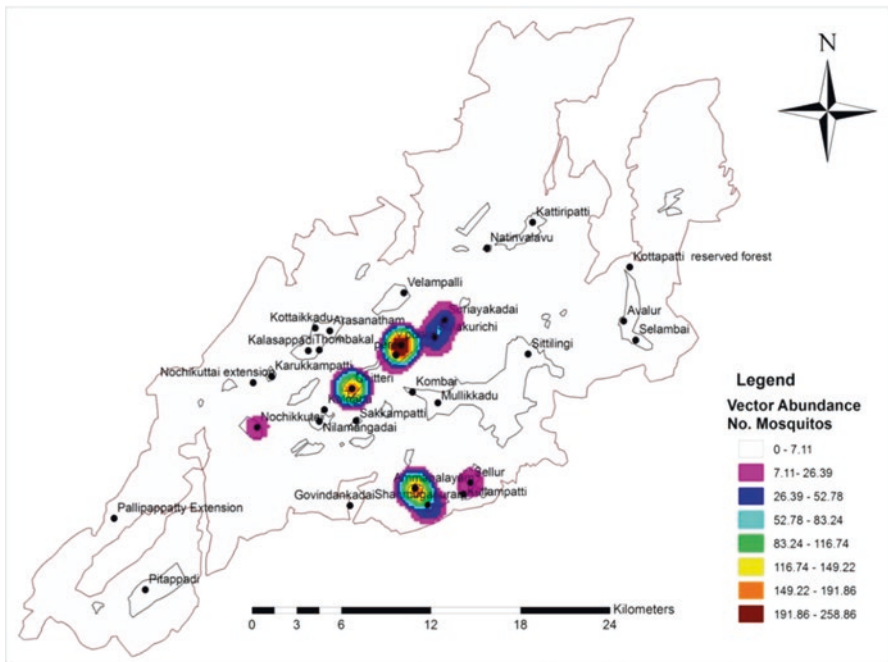 N
Kattiripatti
Natinvalavu
Kottapatti reserved forest
Velampalli
Kottaikkadu
Arasanatham
Avalur
Kalasappadi
Thombakal
Selambai
Sittilingi
Nochikuttai extension
Karukkampatti
Kombai
Mullikkadu
Nochikuttai
Nilamangadai
Sakkampatti
Sellur
Govindankadai
Pallipappatty Extension
Pitappadi
Legend
Vector Abundance
No. Mosquitos
0 - 7.11
7.11- 26.39
26.39 - 52.78
52.78 - 83.24
83.24 - 116.74
116.74 - 149.22
149.22 - 191.86
191.86 - 258.86
Kilometers
0 3 6 12 18 24